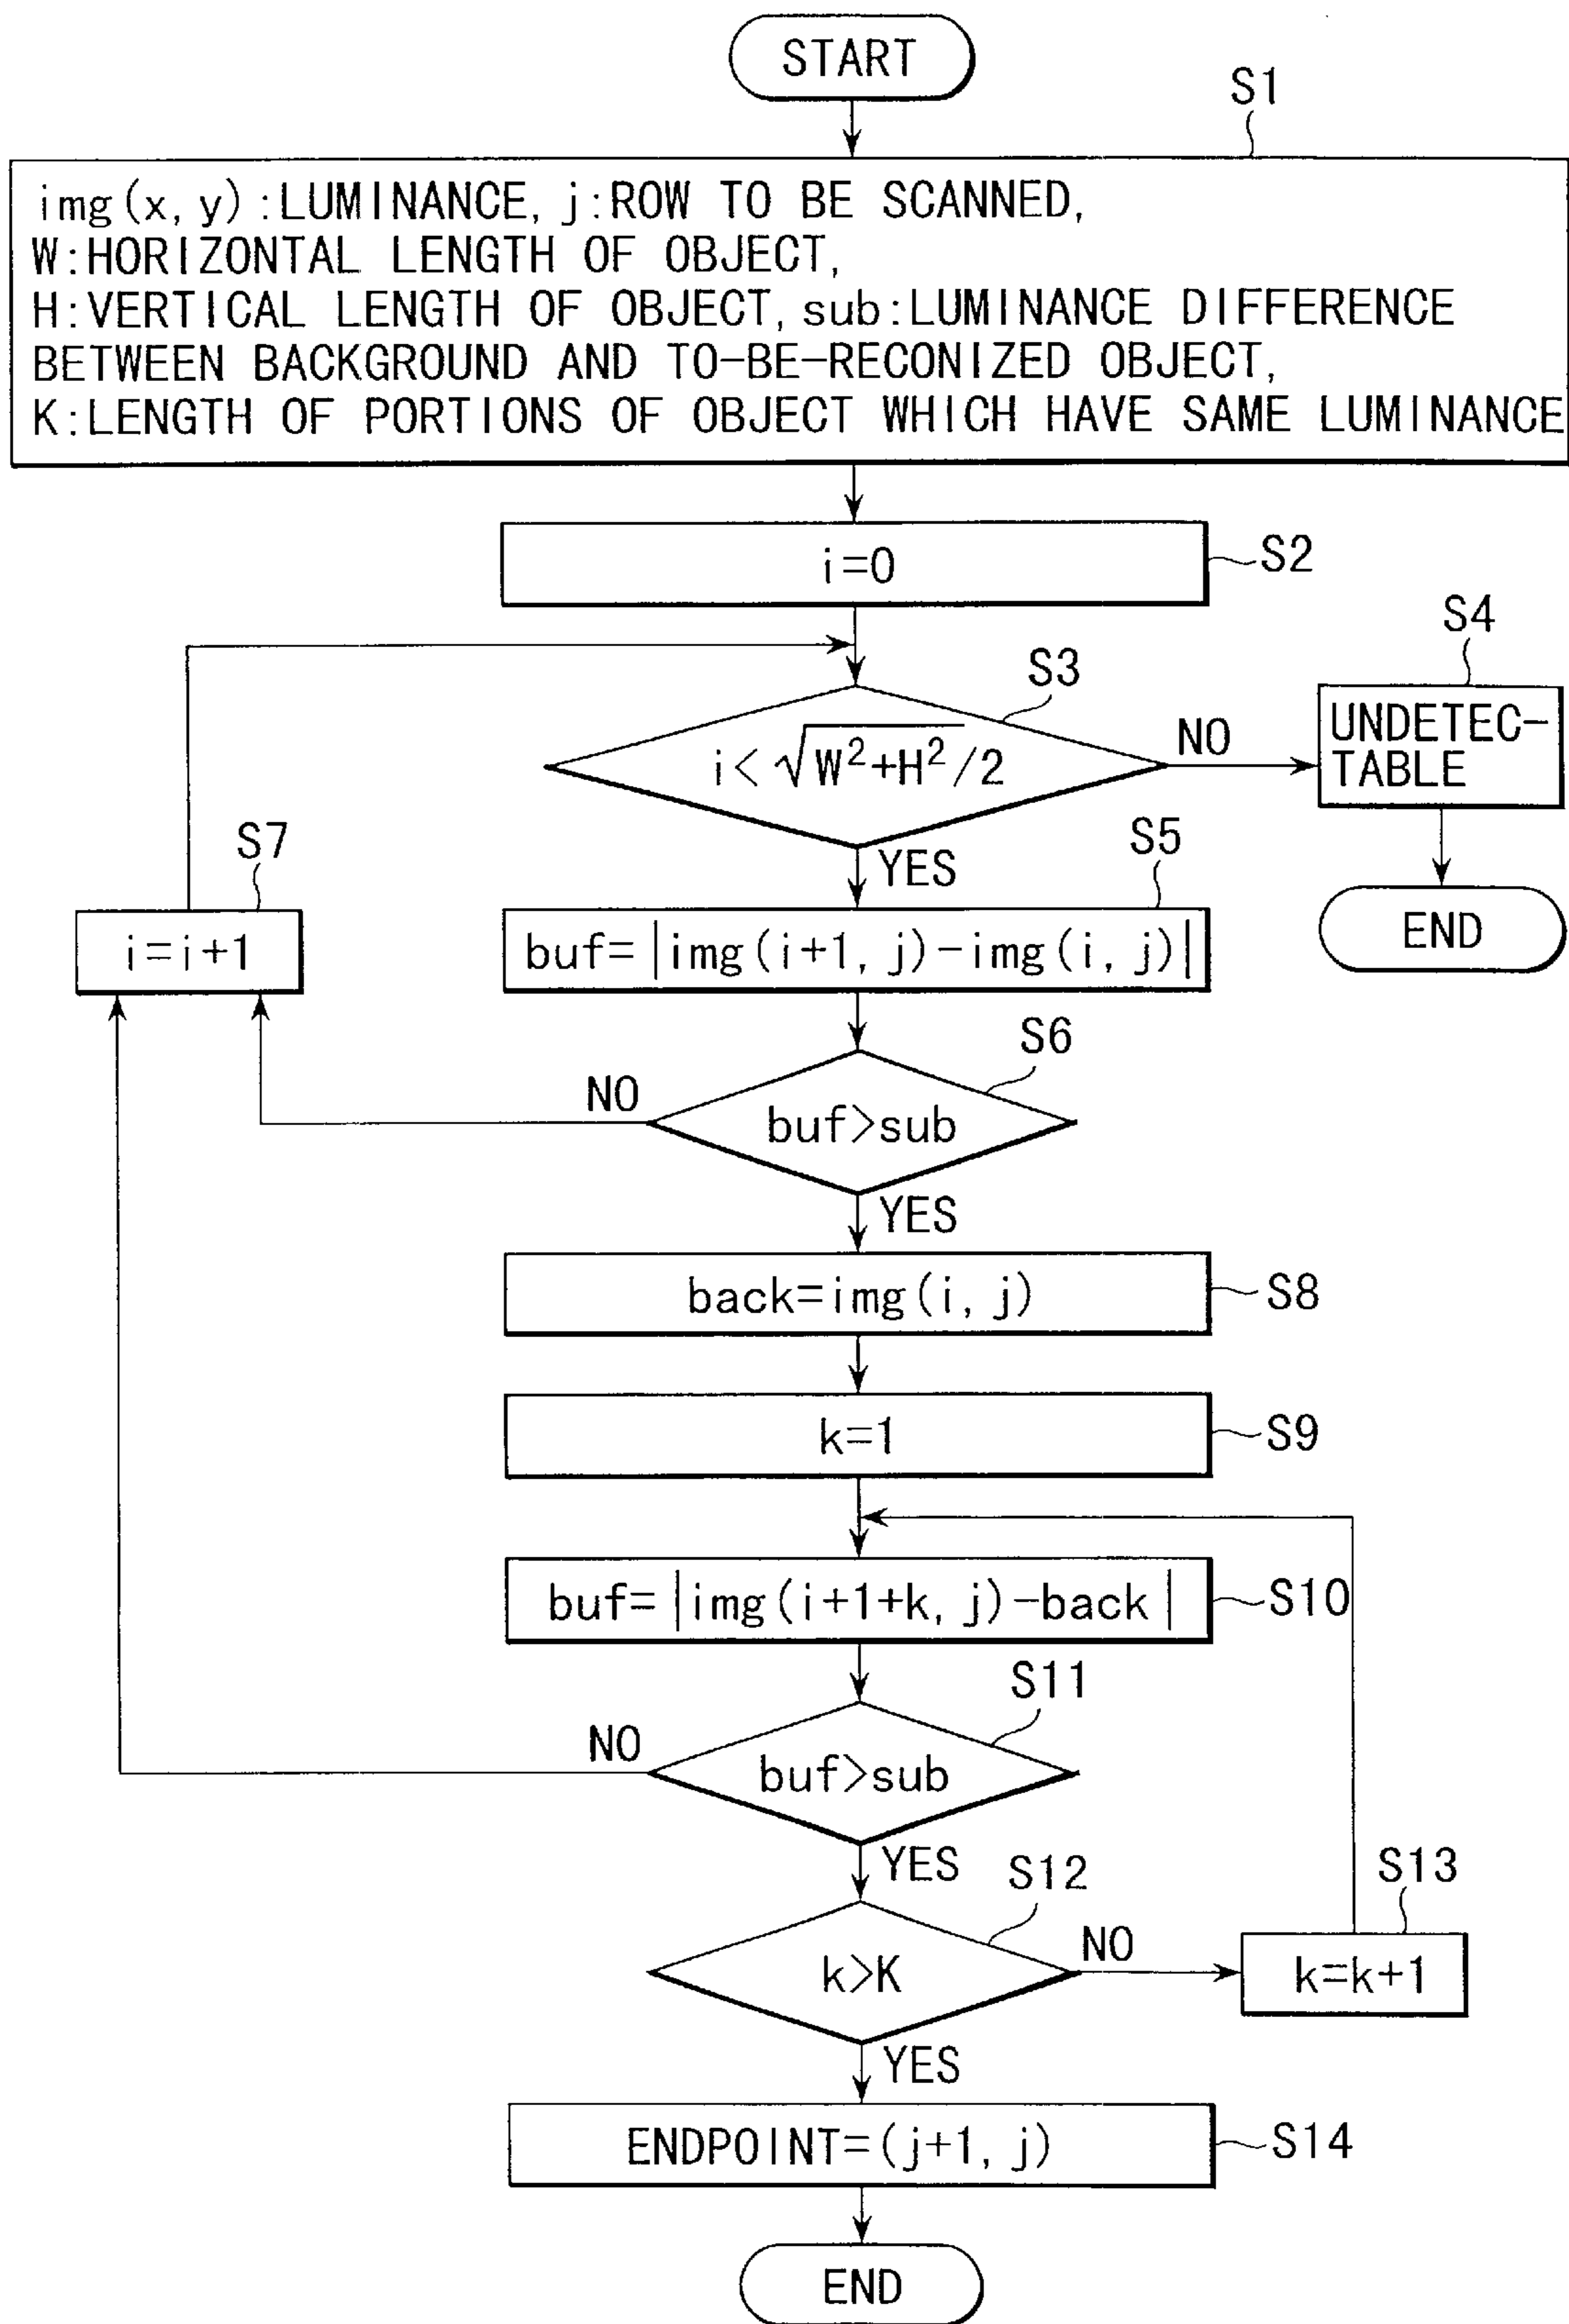 START
S1
img(x, y):LUMINANCE, j:ROW TO BE SCANNED,
W:HORIZONTAL LENGTH OF OBJECT,
H:VERTICAL LENGTH OF OBJECT, sub:LUMINANCE DIFFERENCE
BETWEEN BACKGROUND AND TO-BE-RECONIZED OBJECT,
K:LENGTH OF PORTIONS OF OBJECT WHICH HAVE SAME LUMINANCE
i=0
S2
S3
i<√W²+H²/2
NO
S4
UNDETEC-
TABLE
END
YES
S5
buf=|img(i+1, j)-img(i, j)|
S7
i=i+1
S6
buf>sub
NO
YES
back=img(i, j)
S8
k=1
S9
buf=|img(i+1+k, j)-back|
S10
S11
buf>sub
NO
YES
S12
k>K
NO
S13
k=k+1
YES
ENDPOINT=(j+1, j)
S14
END